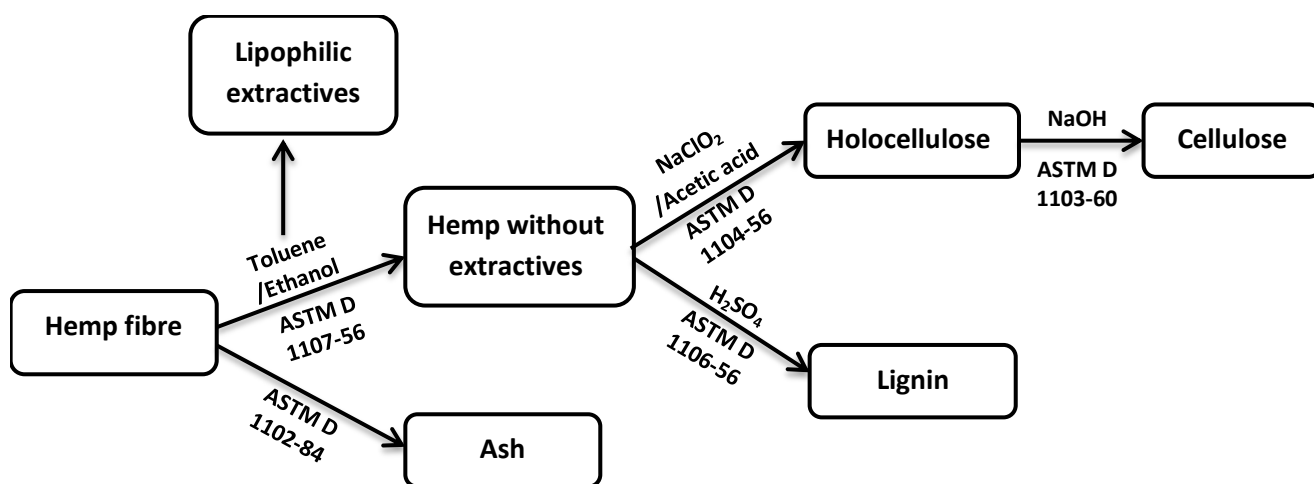 Lipophilic
extractives
Toluene
/Ethanol
ASTM D
1107-56
Hemp fibre
ASTM D
1102-84
Ash
Hemp without
extractives
NaClO₂
/Acetic acid
ASTM D
1104-56
Holocellulose
NaOH
ASTM D
1103-60
Cellulose
H₂SO₄
ASTM D
1106-56
Lignin